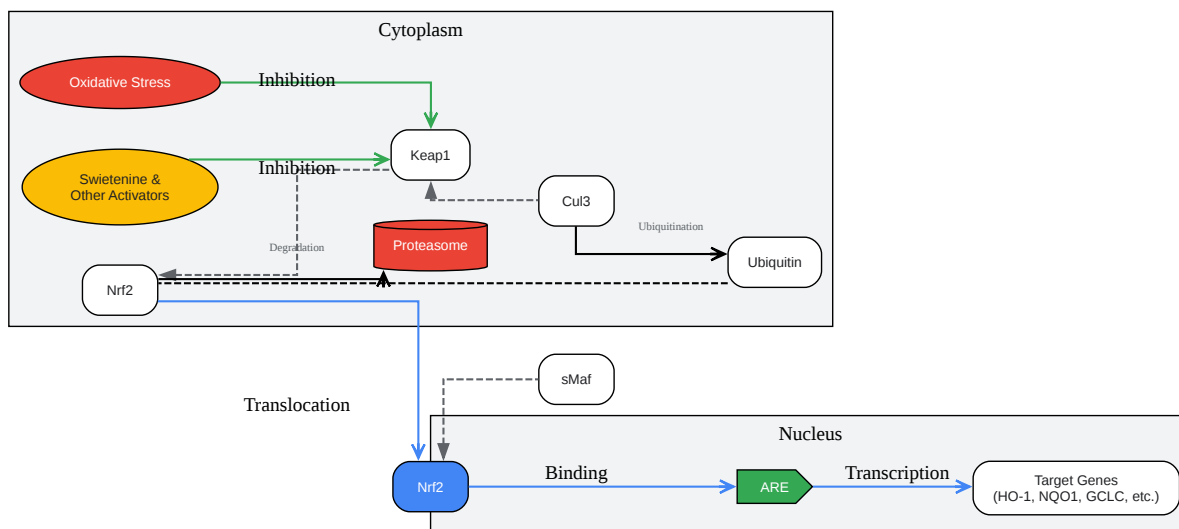 Cytoplasm
Oxidative Stress
Inhibition
Keap1
Inhibition
Swietenine &
Other Activators
Cul3
Ubiquitination
Degradation
Proteasome
Ubiquitin
Nrf2
sMaf
Translocation
Nucleus
Nrf2
Binding
ARE
Transcription
Target Genes
(HO-1, NQO1, GCLC, etc.)